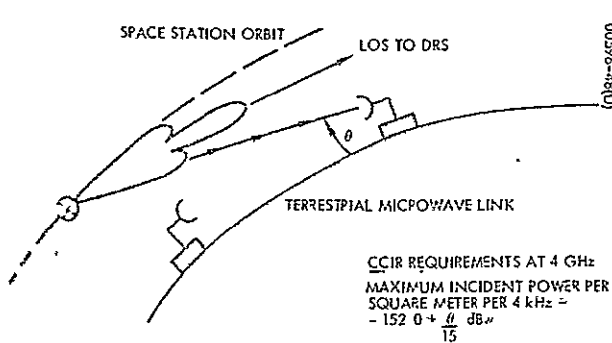 SPACE STATION ORBIT
LOS TO DRS
θ
TERRESTRIAL MICROWAVE LINK
CCIR REQUIREMENTS AT 4 GHz
MAXIMUM INCIDENT POWER PER
SQUARE METER PER 4 kHz =
- 152 0 + θ/15 dBw